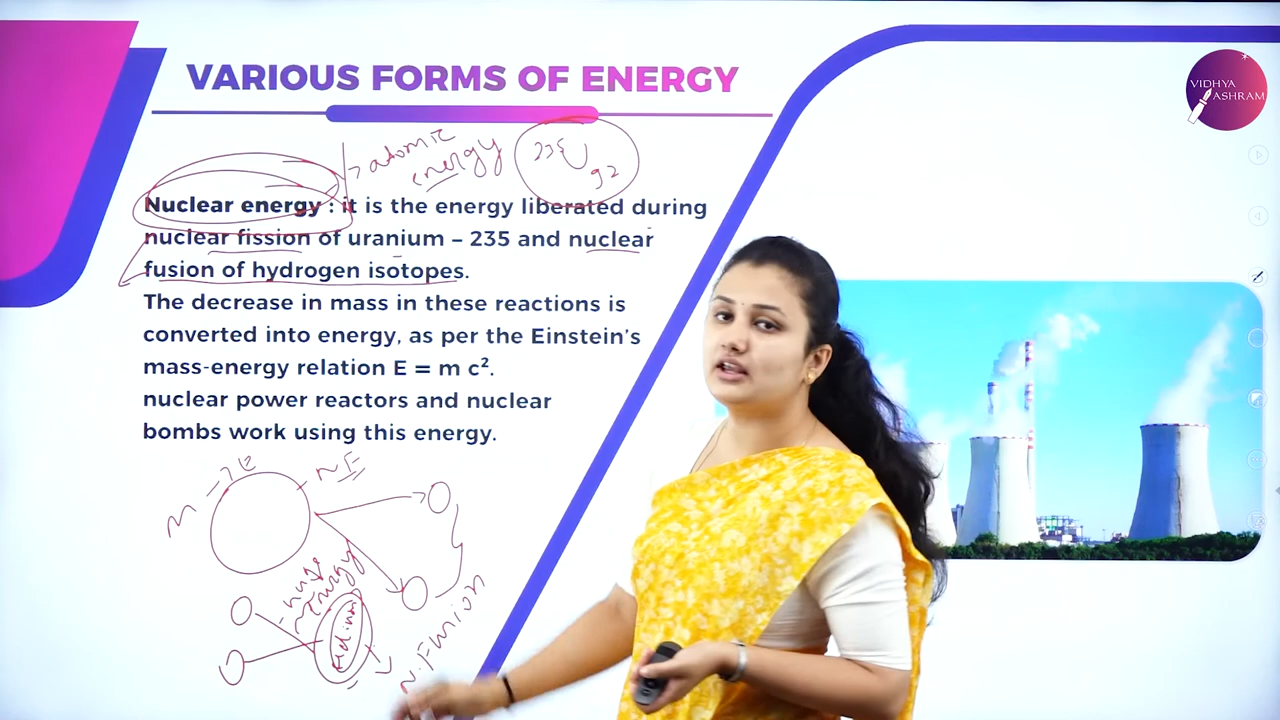 VARIOUS FORMS OF ENERGY
VIDHYA
ASHRAM
atomic
energy
235 U 92
Nuclear energy : it is the energy liberated during
nuclear fission of uranium – 235 and nuclear
fusion of hydrogen isotopes.
The decrease in mass in these reactions is
converted into energy, as per the Einstein's
mass-energy relation E = m c².
nuclear power reactors and nuclear
bombs work using this energy.
M → E
N F
huge
energy
N. Fusion